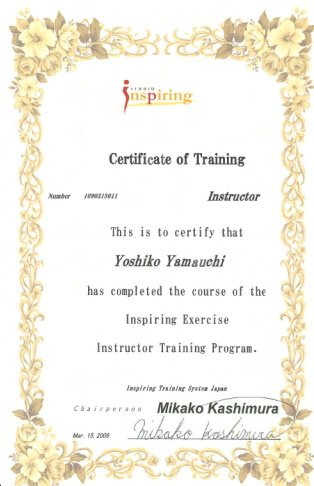 STUDIO
inspiring
Certificate of Training
Number 1090315011 Instructor
This is to certify that
Yoshiko Yamauchi
has completed the course of the
Inspiring Exercise
Instructor Training Program.
Inspiring Training System Japan
Chairperson Mikako Kashimura
Mar. 15. 2009 mikako kashimura